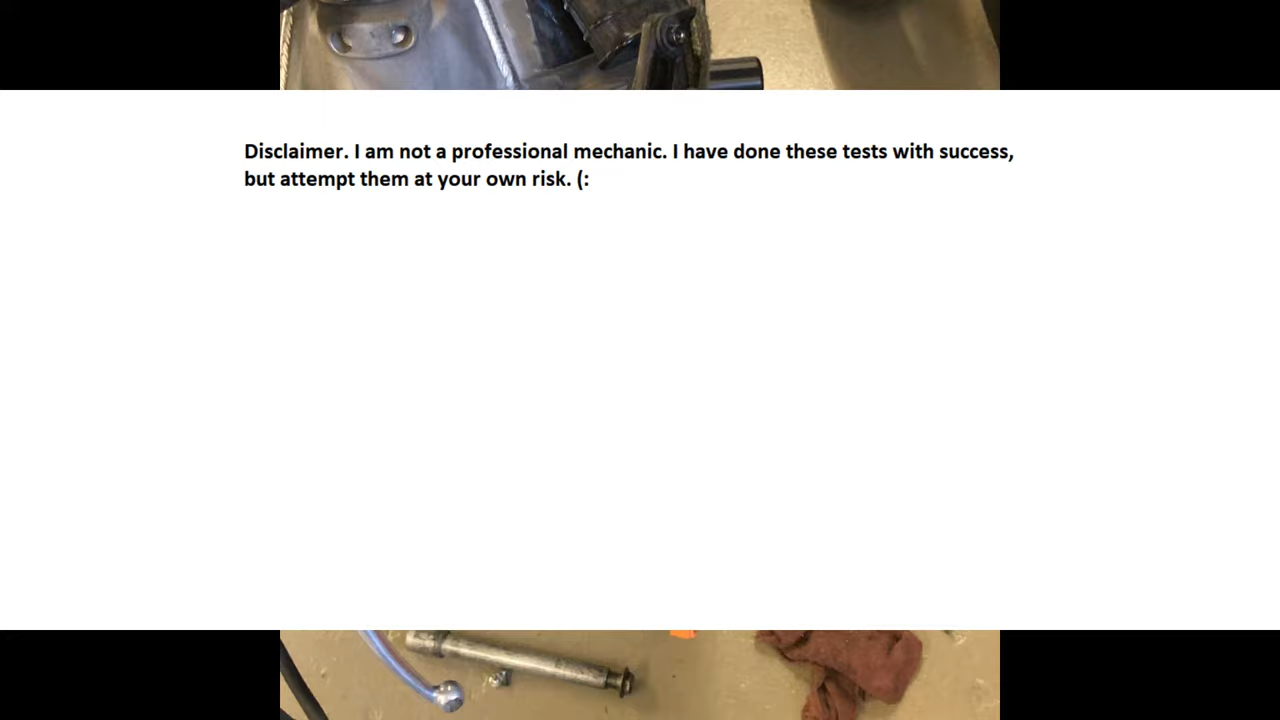 Disclaimer. I am not a professional mechanic. I have done these tests with success,
but attempt them at your own risk. (: